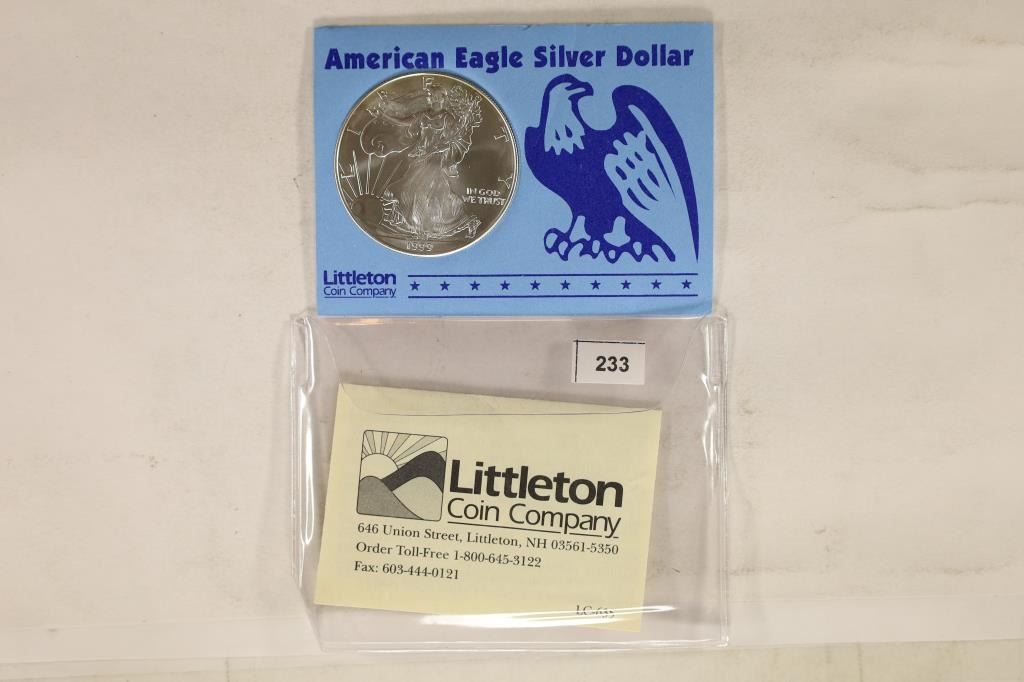 American Eagle Silver Dollar
LIBERTY
IN GOD
WE TRUST
1999
Littleton
Coin Company
233
Littleton
Coin Company
646 Union Street, Littleton, NH 03561-5350
Order Toll-Free 1-800-645-3122
Fax: 603-444-0121